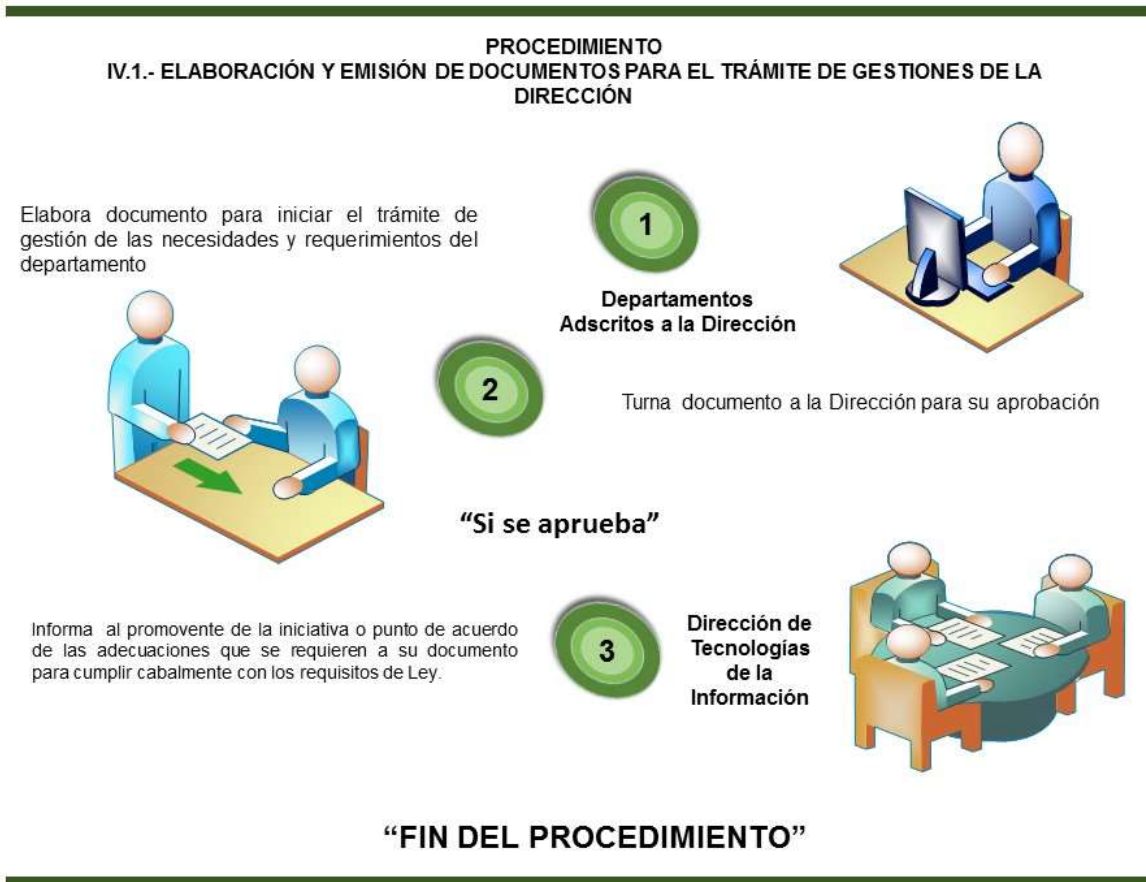 PROCEDIMIENTO
IV.1.- ELABORACIÓN Y EMISIÓN DE DOCUMENTOS PARA EL TRÁMITE DE GESTIONES DE LA
DIRECCIÓN
Elabora documento para iniciar el trámite de
gestión de las necesidades y requerimientos del
departamento
1
Departamentos
Adscritos a la Dirección
2
Turna documento a la Dirección para su aprobación
“Si se aprueba”
Informa al promovente de la iniciativa o punto de acuerdo
de las adecuaciones que se requieren a su documento
para cumplir cabalmente con los requisitos de Ley.
3
Dirección de
Tecnologías
de la
Información
“FIN DEL PROCEDIMIENTO”